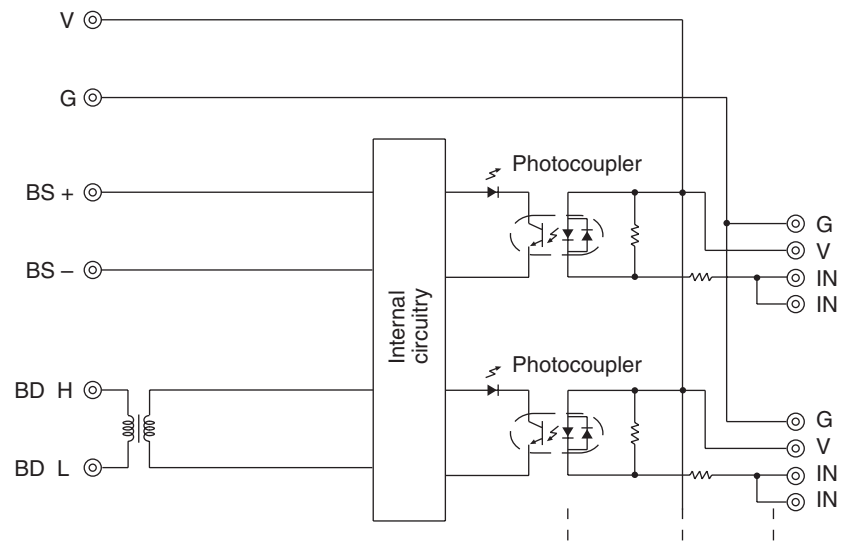 V
G
BS +
BS –
BD H
BD L
Internal
circuitry
Photocoupler
G
V
IN
IN
Photocoupler
G
V
IN
IN